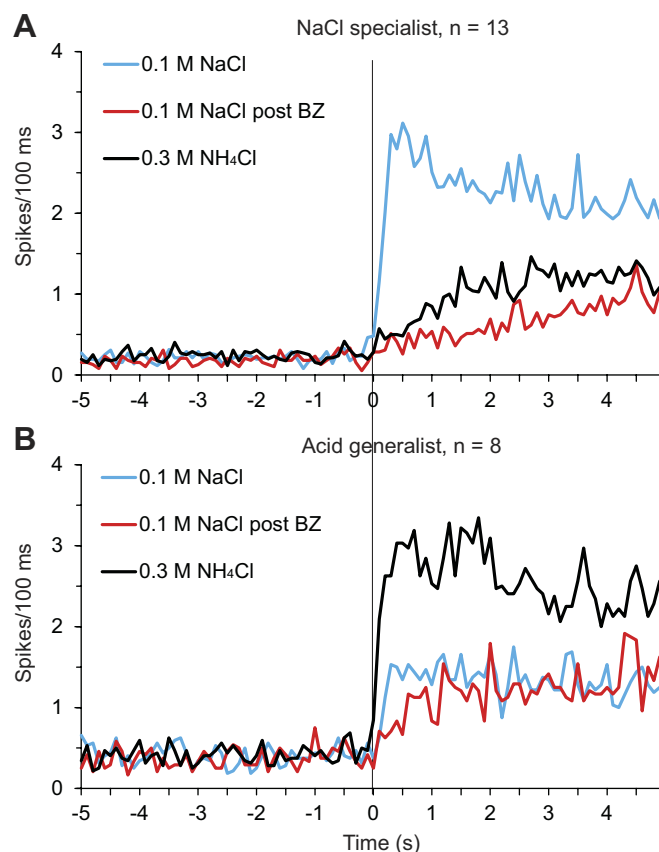 A
NaCl specialist, n = 13
4
0.1 M NaCl
0.1 M NaCl post BZ
3
0.3 M NH₄Cl
2
Spikes/100 ms
1
0
-5 -4 -3 -2 -1 0 1 2 3 4
B
Acid generalist, n = 8
4
0.1 M NaCl
0.1 M NaCl post BZ
3
0.3 M NH₄Cl
2
Spikes/100 ms
1
0
-5 -4 -3 -2 -1 0 1 2 3 4
Time (s)